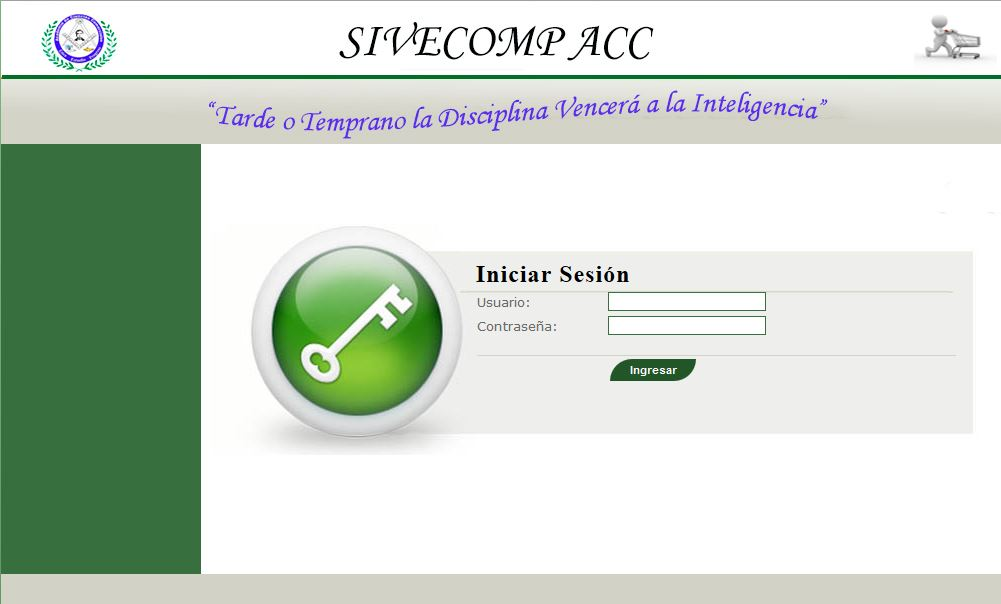 SIVECOMP ACC
“Tarde o Temprano la Disciplina Vencerá a la Inteligencia”
Iniciar Sesión
Usuario:
Contraseña:
Ingresar